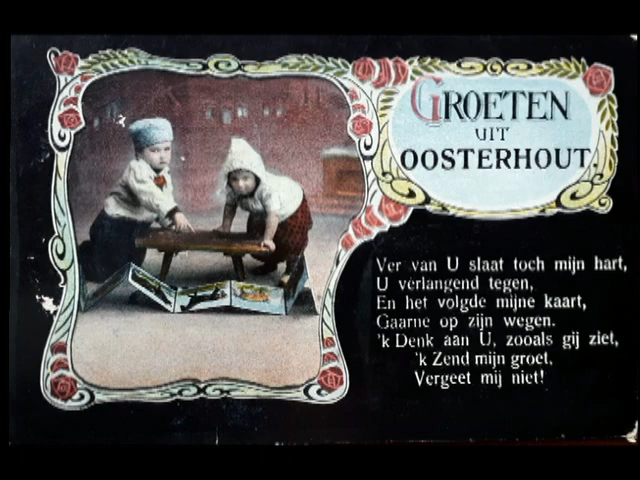 GROETEN
UIT
OOSTERHOUT.
Ver van U slaat toch mijn hart,
U verlangend tegen,
En het volgde mijne kaart,
Gaarne op zijn wegen.
'k Denk aan U, zooals gij ziet,
'k Zend mijn groet,
Vergeet mij niet!